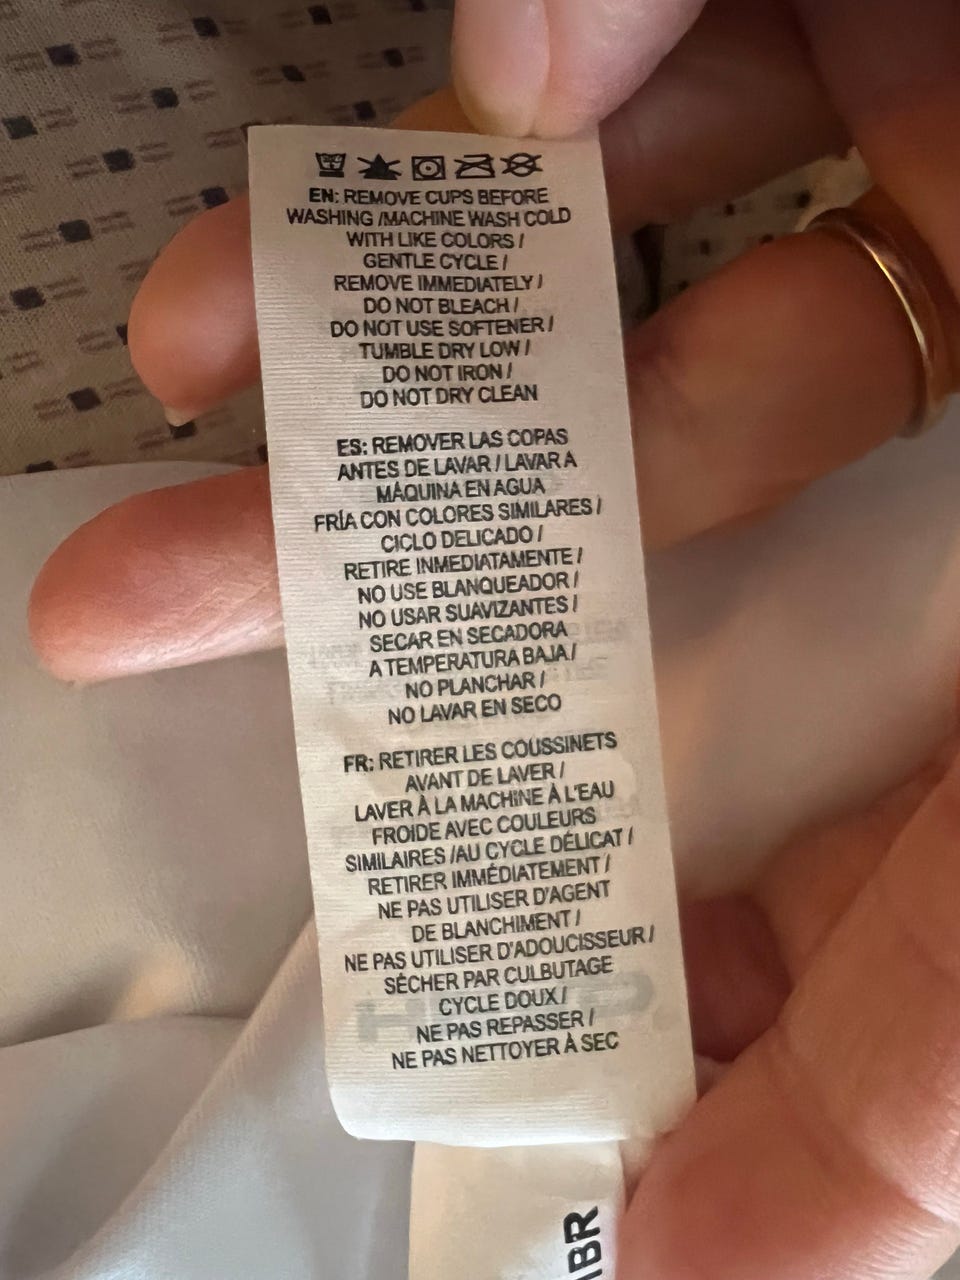 EN: REMOVE CUPS BEFORE
WASHING /MACHINE WASH COLD
WITH LIKE COLORS /
GENTLE CYCLE /
REMOVE IMMEDIATELY /
DO NOT BLEACH /
DO NOT USE SOFTENER /
TUMBLE DRY LOW /
DO NOT IRON /
DO NOT DRY CLEAN
ES: REMOVER LAS COPAS
ANTES DE LAVAR / LAVAR A
MÁQUINA EN AGUA
FRÍA CON COLORES SIMILARES /
CICLO DELICADO /
RETIRE INMEDIATAMENTE /
NO USE BLANQUEADOR /
NO USAR SUAVIZANTES /
SECAR EN SECADORA
A TEMPERATURA BAJA /
NO PLANCHAR /
NO LAVAR EN SECO
FR: RETIRER LES COUSSINETS
AVANT DE LAVER /
LAVER À LA MACHINE À L'EAU
FROIDE AVEC COULEURS
SIMILAIRES /AU CYCLE DÉLICAT /
RETIRER IMMÉDIATEMENT /
NE PAS UTILISER D'AGENT
DE BLANCHIMENT /
NE PAS UTILISER D'ADOUCISSEUR /
SÉCHER PAR CULBUTAGE
CYCLE DOUX /
NE PAS REPASSER /
NE PAS NETTOYER À SEC